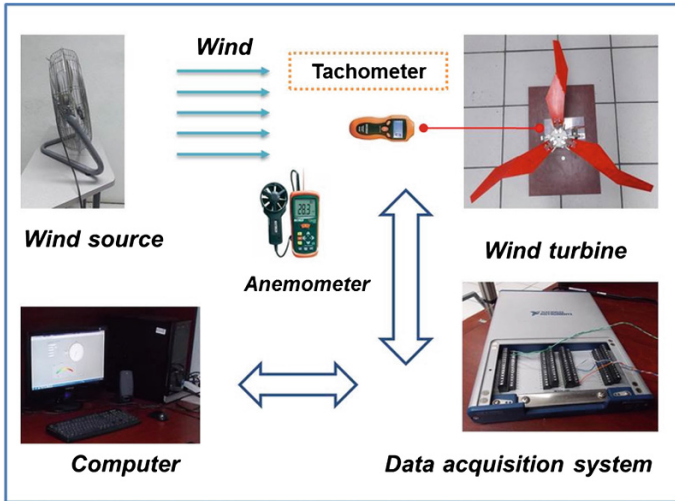 Wind
Tachometer
Wind source
Anemometer
Wind turbine
Computer
Data acquisition system